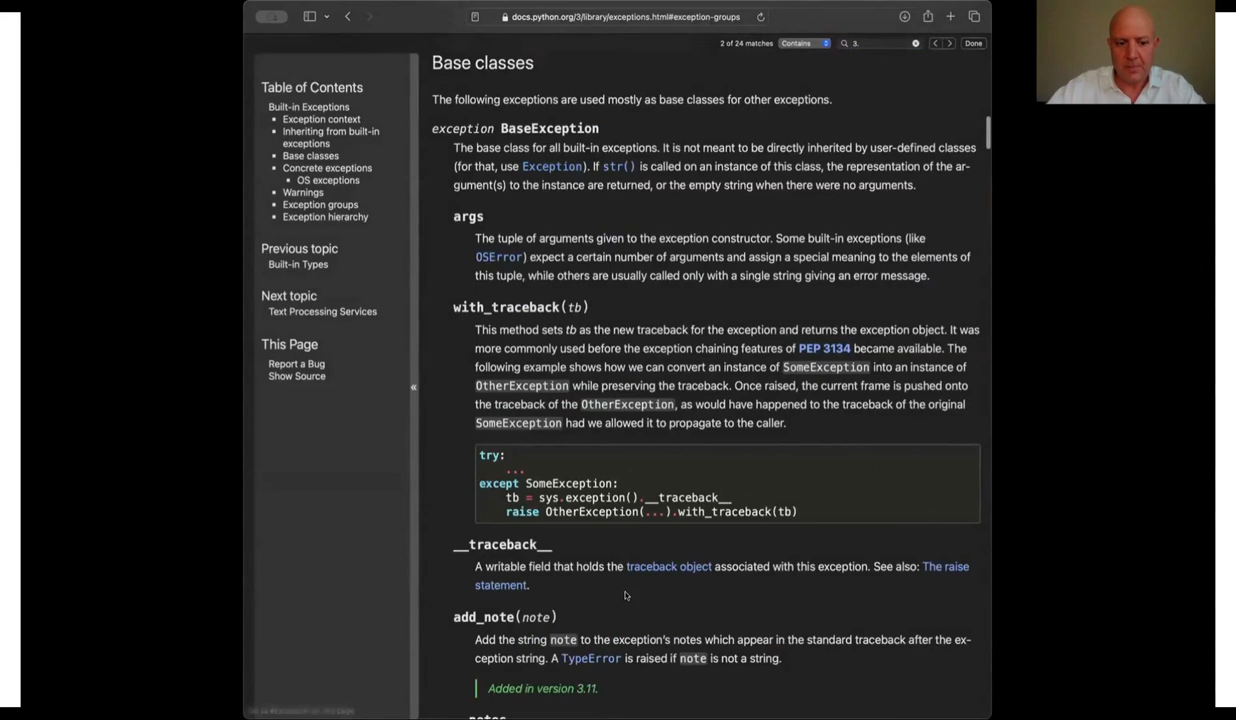 docs.python.org/3/library/exceptions.html#exception-groups
2 of 24 matches
Contains
3.
Done
Table of Contents
Built-in Exceptions
Exception context
Inheriting from built-in
exceptions
Base classes
Concrete exceptions
OS exceptions
Warnings
Exception groups
Exception hierarchy
Previous topic
Built-in Types
Next topic
Text Processing Services
This Page
Report a Bug
Show Source
«
Base classes
The following exceptions are used mostly as base classes for other exceptions.
exception BaseException
The base class for all built-in exceptions. It is not meant to be directly inherited by user-defined classes
(for that, use Exception). If str() is called on an instance of this class, the representation of the ar-
gument(s) to the instance are returned, or the empty string when there were no arguments.
args
The tuple of arguments given to the exception constructor. Some built-in exceptions (like
OSError) expect a certain number of arguments and assign a special meaning to the elements of
this tuple, while others are usually called only with a single string giving an error message.
with_traceback(tb)
This method sets tb as the new traceback for the exception and returns the exception object. It was
more commonly used before the exception chaining features of PEP 3134 became available. The
following example shows how we can convert an instance of SomeException into an instance of
OtherException while preserving the traceback. Once raised, the current frame is pushed onto
the traceback of the OtherException, as would have happened to the traceback of the original
SomeException had we allowed it to propagate to the caller.
try:
...
except SomeException:
tb = sys.exception().__traceback__
raise OtherException(...).with_traceback(tb)
__traceback__
A writable field that holds the traceback object associated with this exception. See also: The raise
statement.
add_note(note)
Add the string note to the exception's notes which appear in the standard traceback after the ex-
ception string. A TypeError is raised if note is not a string.
Added in version 3.11.